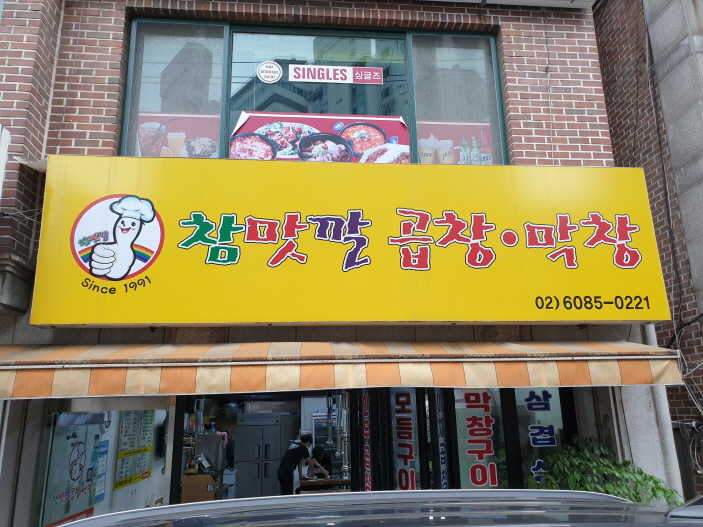 SINGLES 싱글즈
참맛깔 곱창·막창
Since 1991
02) 6085-0221
모듬구이
막창구이
삼겹